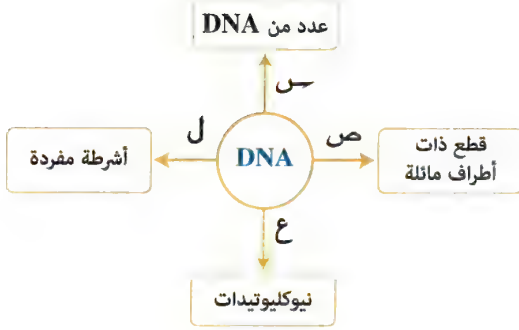 عدد من DNA
س
ل
ص
DNA
أشرطة مفردة
قطع ذات
أطراف مائلة
ع
نيوكليوتيدات